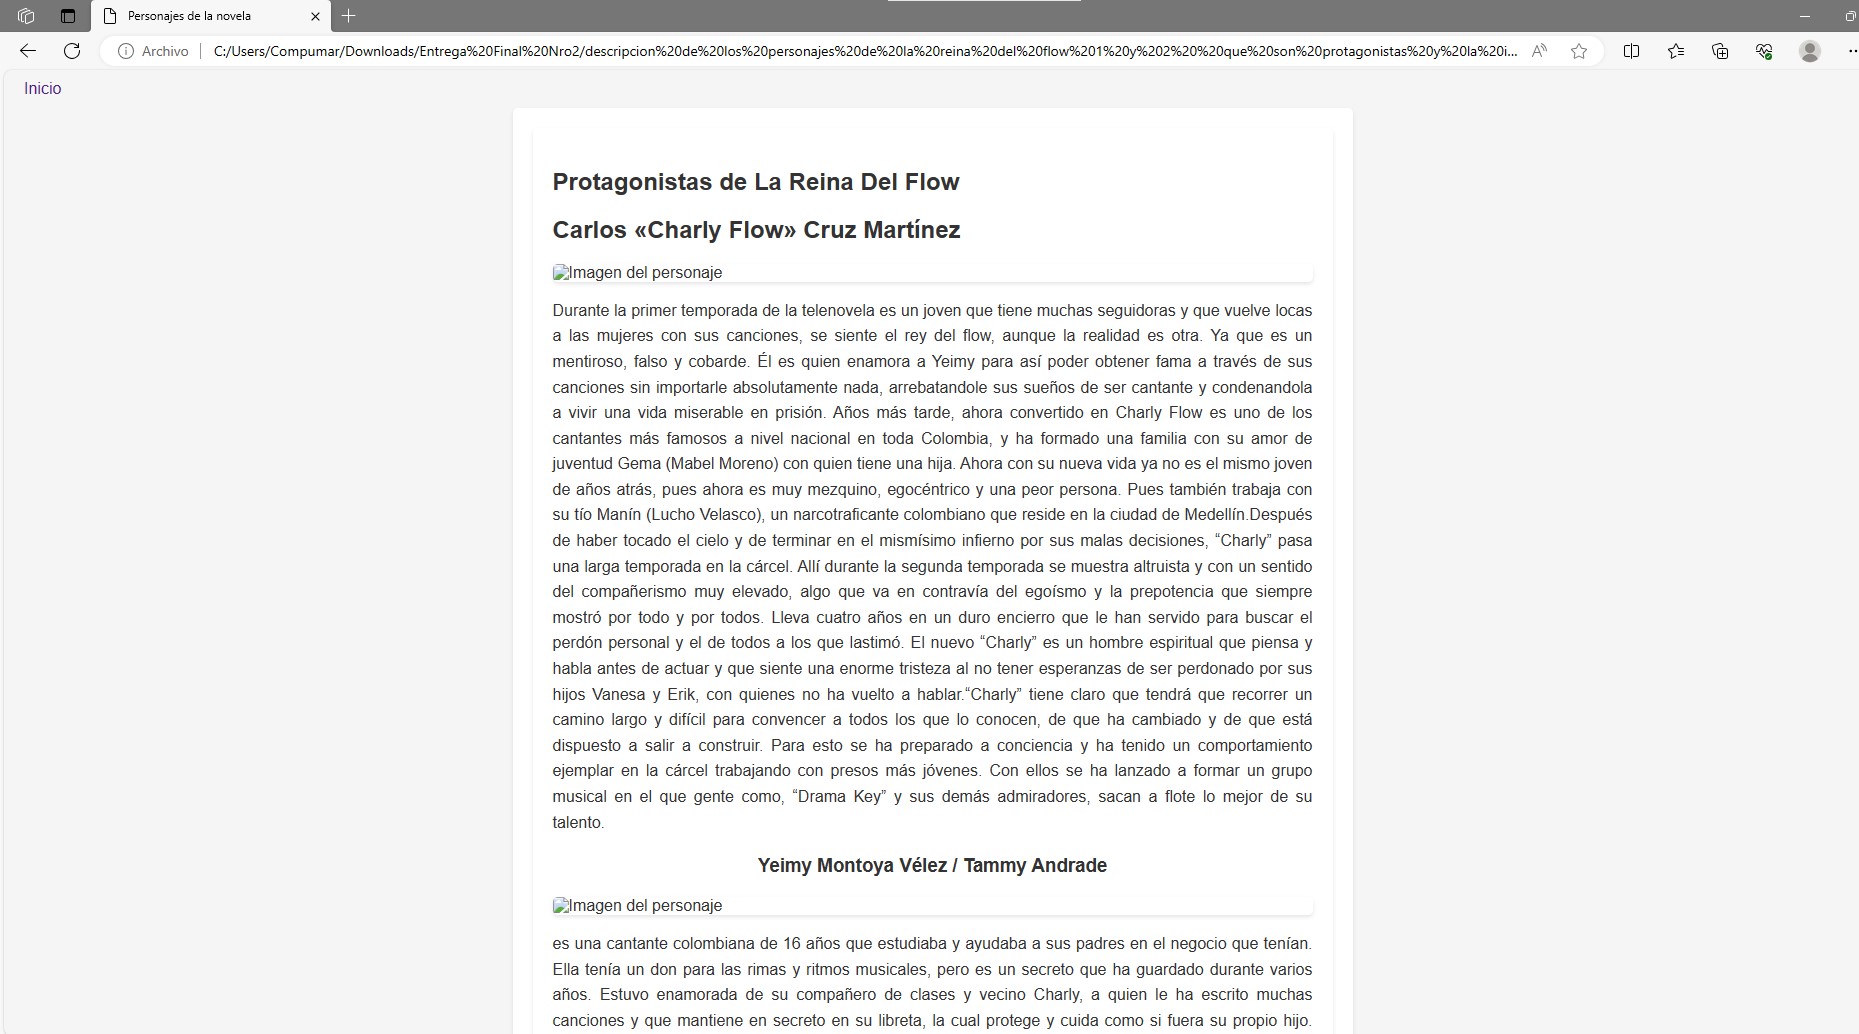 Personajes de la novela
Archivo
C:/Users/Compumar/Downloads/Entrega%20Final%20Nro2/descripcion%20de%20los%20personajes%20de%20la%20reina%20del%20flow%201%20y%202%20%20que%20son%20protagonistas%20y%20la%20i...
Inicio
Protagonistas de La Reina Del Flow
Carlos «Charly Flow» Cruz Martínez
Imagen del personaje
Durante la primer temporada de la telenovela es un joven que tiene muchas seguidoras y que vuelve locas
a las mujeres con sus canciones, se siente el rey del flow, aunque la realidad es otra. Ya que es un
mentiroso, falso y cobarde. Él es quien enamora a Yeimy para así poder obtener fama a través de sus
canciones sin importarle absolutamente nada, arrebatandole sus sueños de ser cantante y condenandola
a vivir una vida miserable en prisión. Años más tarde, ahora convertido en Charly Flow es uno de los
cantantes más famosos a nivel nacional en toda Colombia, y ha formado una familia con su amor de
juventud Gema (Mabel Moreno) con quien tiene una hija. Ahora con su nueva vida ya no es el mismo joven
de años atrás, pues ahora es muy mezquino, egocéntrico y una peor persona. Pues también trabaja con
su tío Manín (Lucho Velasco), un narcotraficante colombiano que reside en la ciudad de Medellín.Después
de haber tocado el cielo y de terminar en el mismísimo infierno por sus malas decisiones, “Charly” pasa
una larga temporada en la cárcel. Allí durante la segunda temporada se muestra altruista y con un sentido
del compañerismo muy elevado, algo que va en contravía del egoísmo y la prepotencia que siempre
mostró por todo y por todos. Lleva cuatro años en un duro encierro que le han servido para buscar el
perdón personal y el de todos a los que lastimó. El nuevo “Charly” es un hombre espiritual que piensa y
habla antes de actuar y que siente una enorme tristeza al no tener esperanzas de ser perdonado por sus
hijos Vanesa y Erik, con quienes no ha vuelto a hablar.“Charly” tiene claro que tendrá que recorrer un
camino largo y difícil para convencer a todos los que lo conocen, de que ha cambiado y de que está
dispuesto a salir a construir. Para esto se ha preparado a conciencia y ha tenido un comportamiento
ejemplar en la cárcel trabajando con presos más jóvenes. Con ellos se ha lanzado a formar un grupo
musical en el que gente como, “Drama Key” y sus demás admiradores, sacan a flote lo mejor de su
talento.
Yeimy Montoya Vélez / Tammy Andrade
Imagen del personaje
es una cantante colombiana de 16 años que estudiaba y ayudaba a sus padres en el negocio que tenían.
Ella tenía un don para las rimas y ritmos musicales, pero es un secreto que ha guardado durante varios
años. Estuvo enamorada de su compañero de clases y vecino Charly, a quien le ha escrito muchas
canciones y que mantiene en secreto en su libreta, la cual protege y cuida como si fuera su propio hijo.